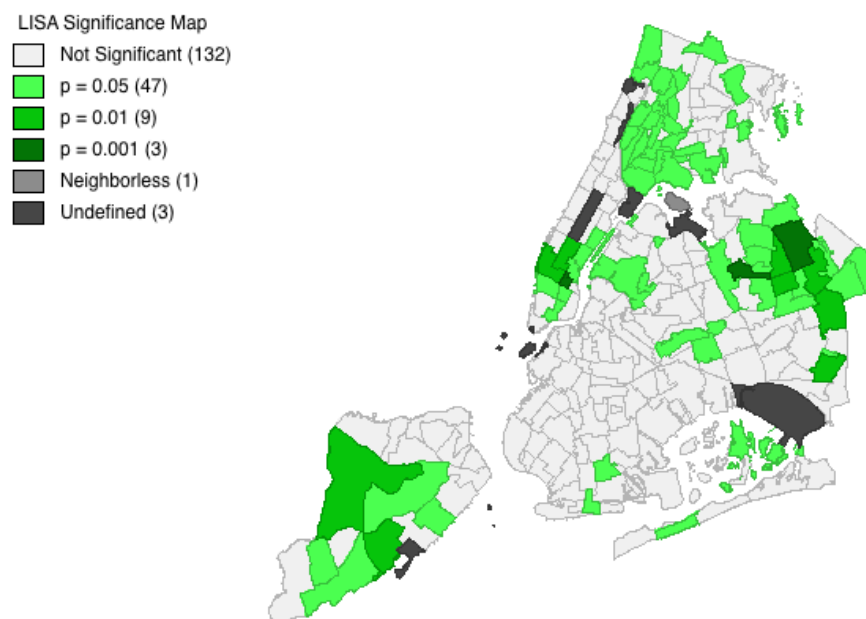 LISA Significance Map
Not Significant (132)
p = 0.05 (47)
p = 0.01 (9)
p = 0.001 (3)
Neighborless (1)
Undefined (3)